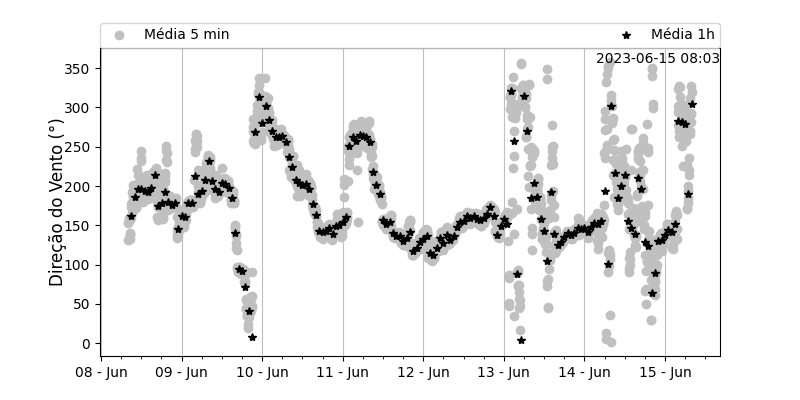 Média 5 min
Média 1h
2023-06-15 08:03
Direção do Vento (°)
350
300
250
200
150
100
50
0
08 - Jun
09 - Jun
10 - Jun
11 - Jun
12 - Jun
13 - Jun
14 - Jun
15 - Jun